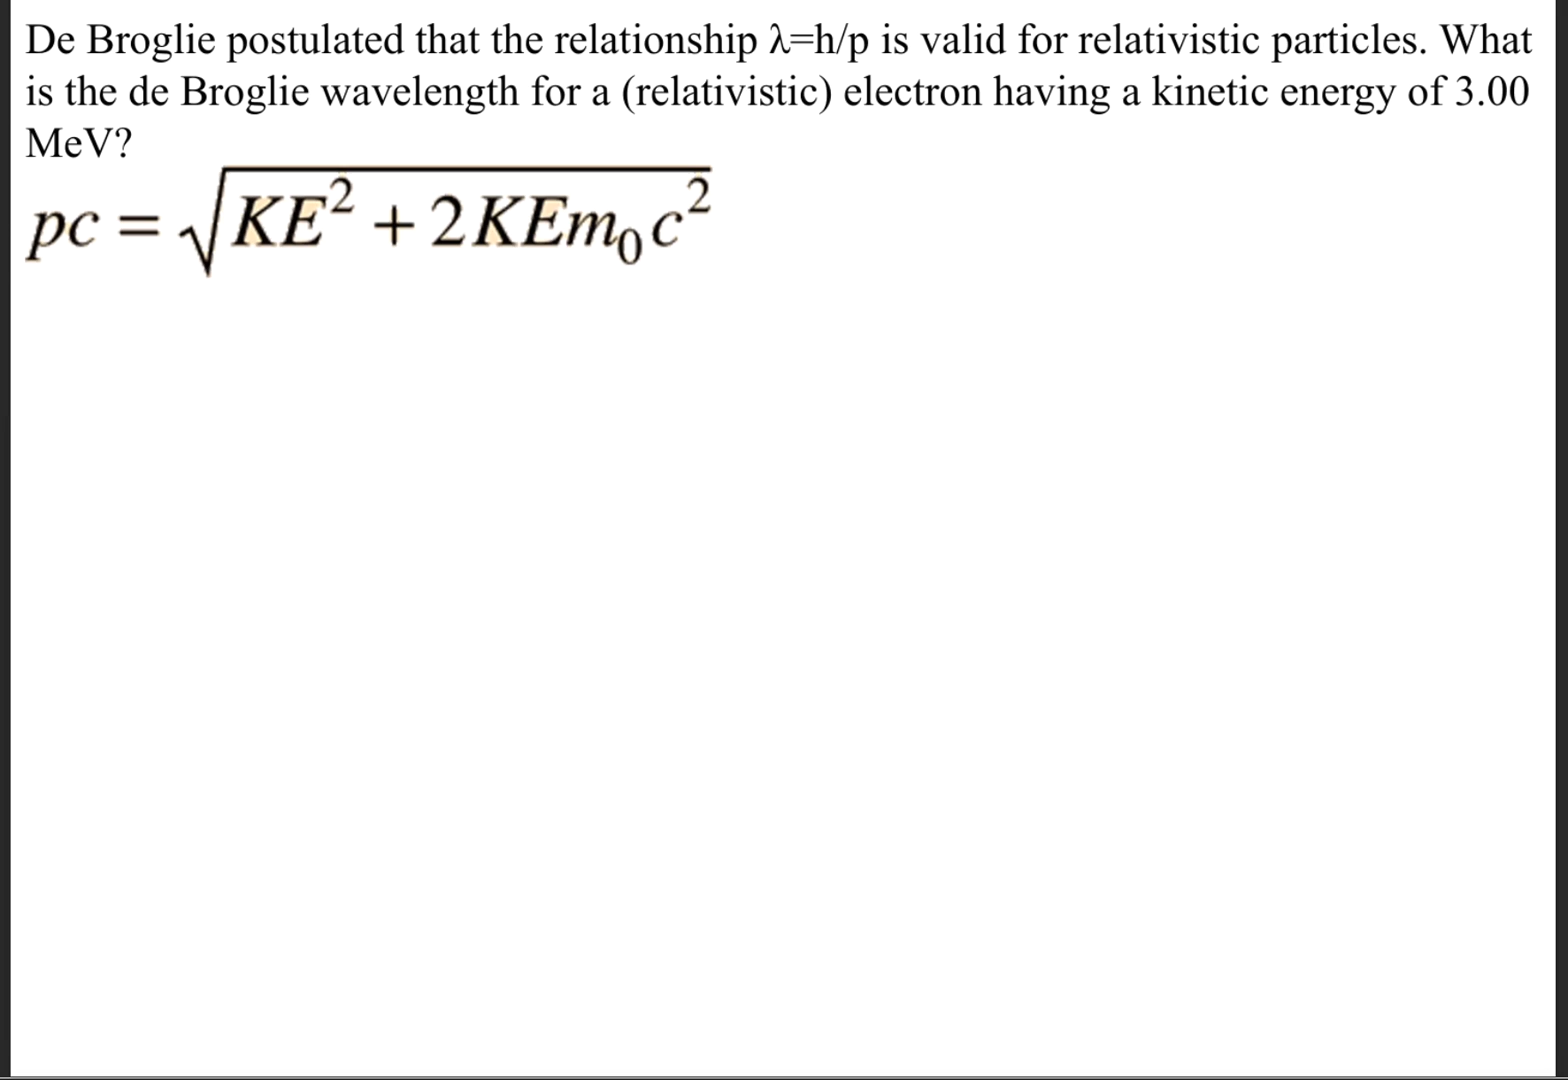 De Broglie postulated that the relationship λ=h/p is valid for relativistic particles. What
is the de Broglie wavelength for a (relativistic) electron having a kinetic energy of 3.00
MeV?
pc = √(KE² + 2KEm₀c²)